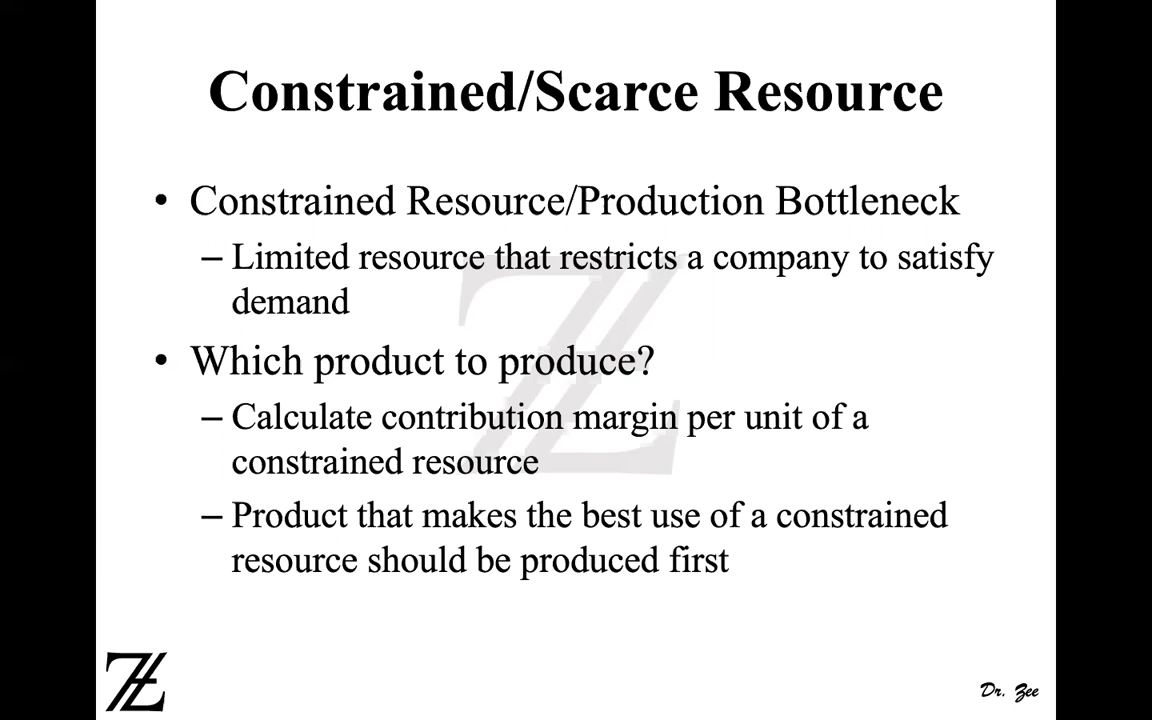 Constrained/Scarce Resource
• Constrained Resource/Production Bottleneck
– Limited resource that restricts a company to satisfy
demand
• Which product to produce?
– Calculate contribution margin per unit of a
constrained resource
– Product that makes the best use of a constrained
resource should be produced first
Dr. Zee